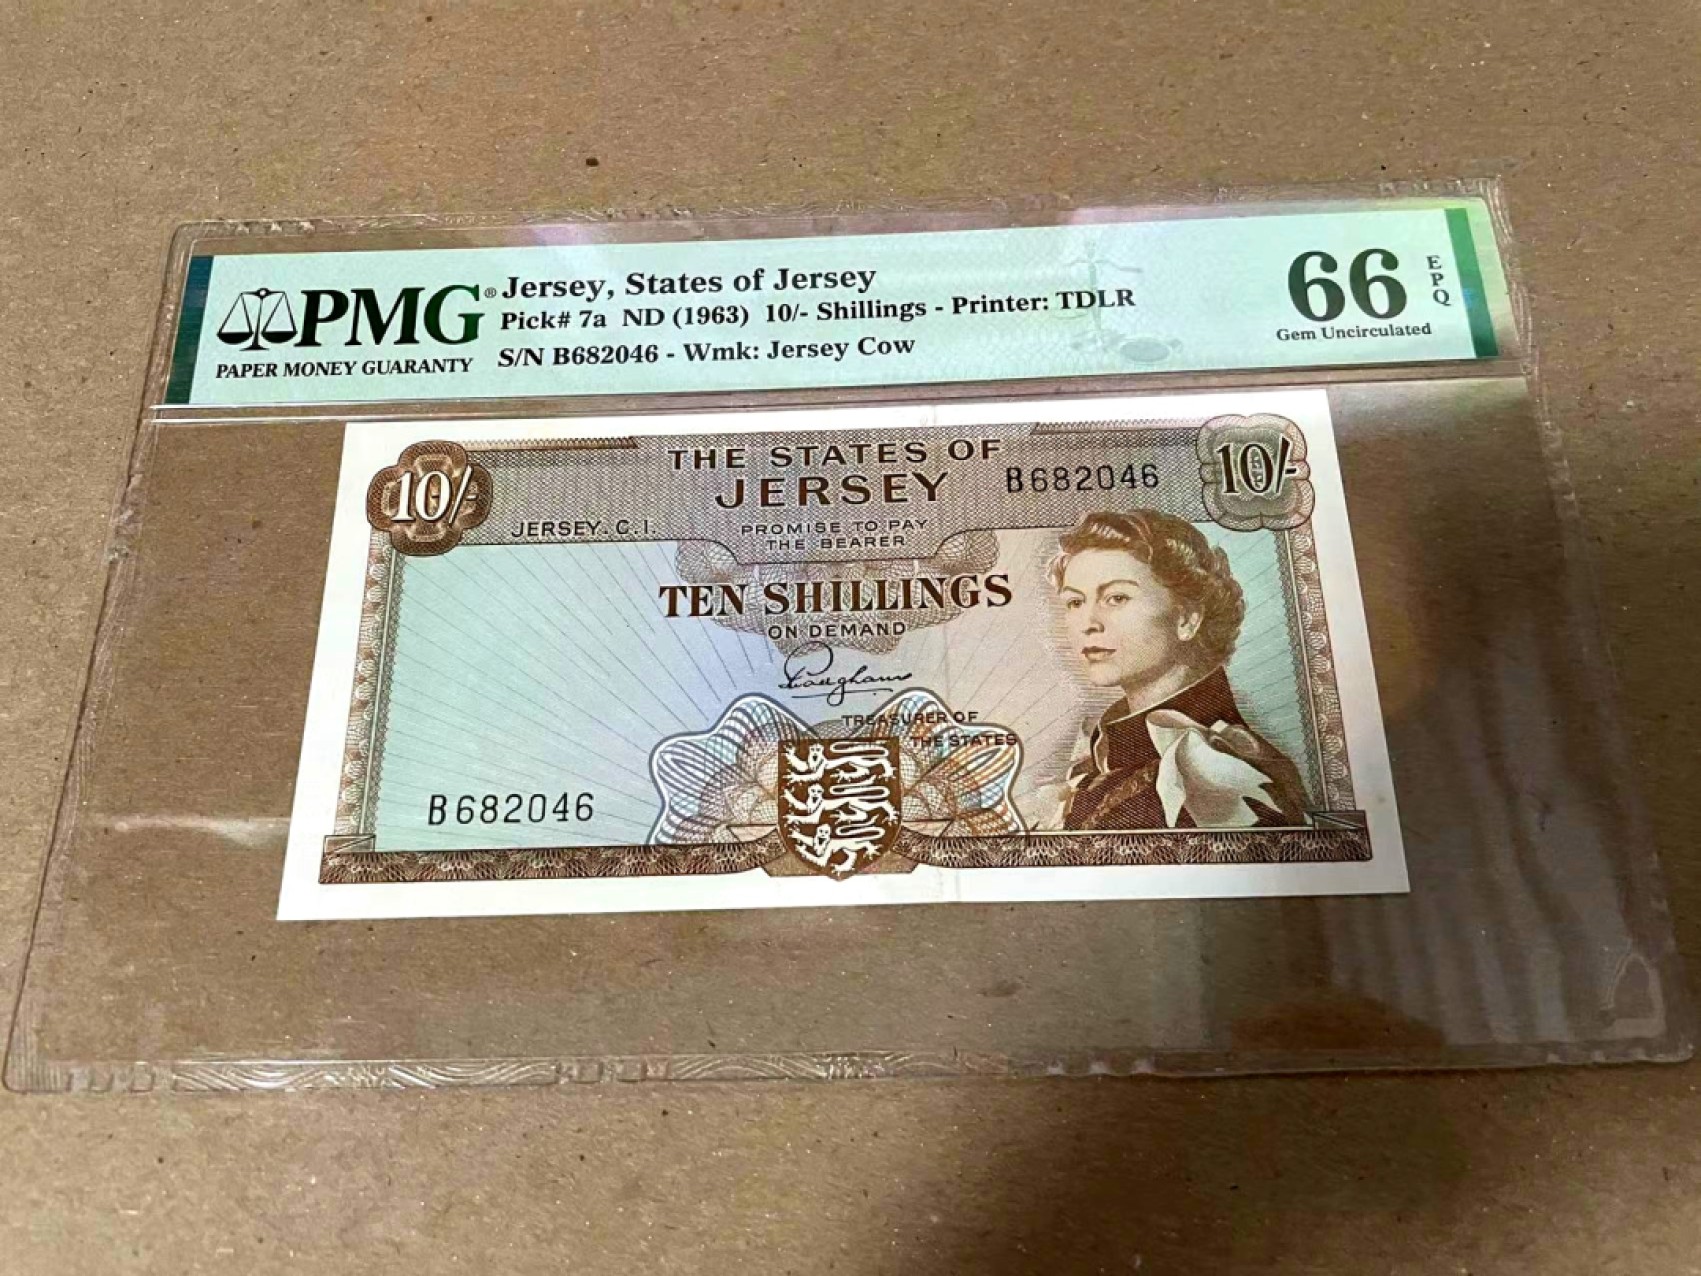 PMG®
PAPER MONEY GUARANTY
Jersey, States of Jersey
Pick# 7a ND (1963) 10/- Shillings - Printer: TDLR
S/N B682046 - Wmk: Jersey Cow
66 EPQ
Gem Uncirculated
10/-
THE STATES OF
JERSEY
B682046
10/-
JERSEY. C.I.
PROMISE TO PAY
THE BEARER
TEN SHILLINGS
ON DEMAND
TREASURER OF
THE STATES
B682046